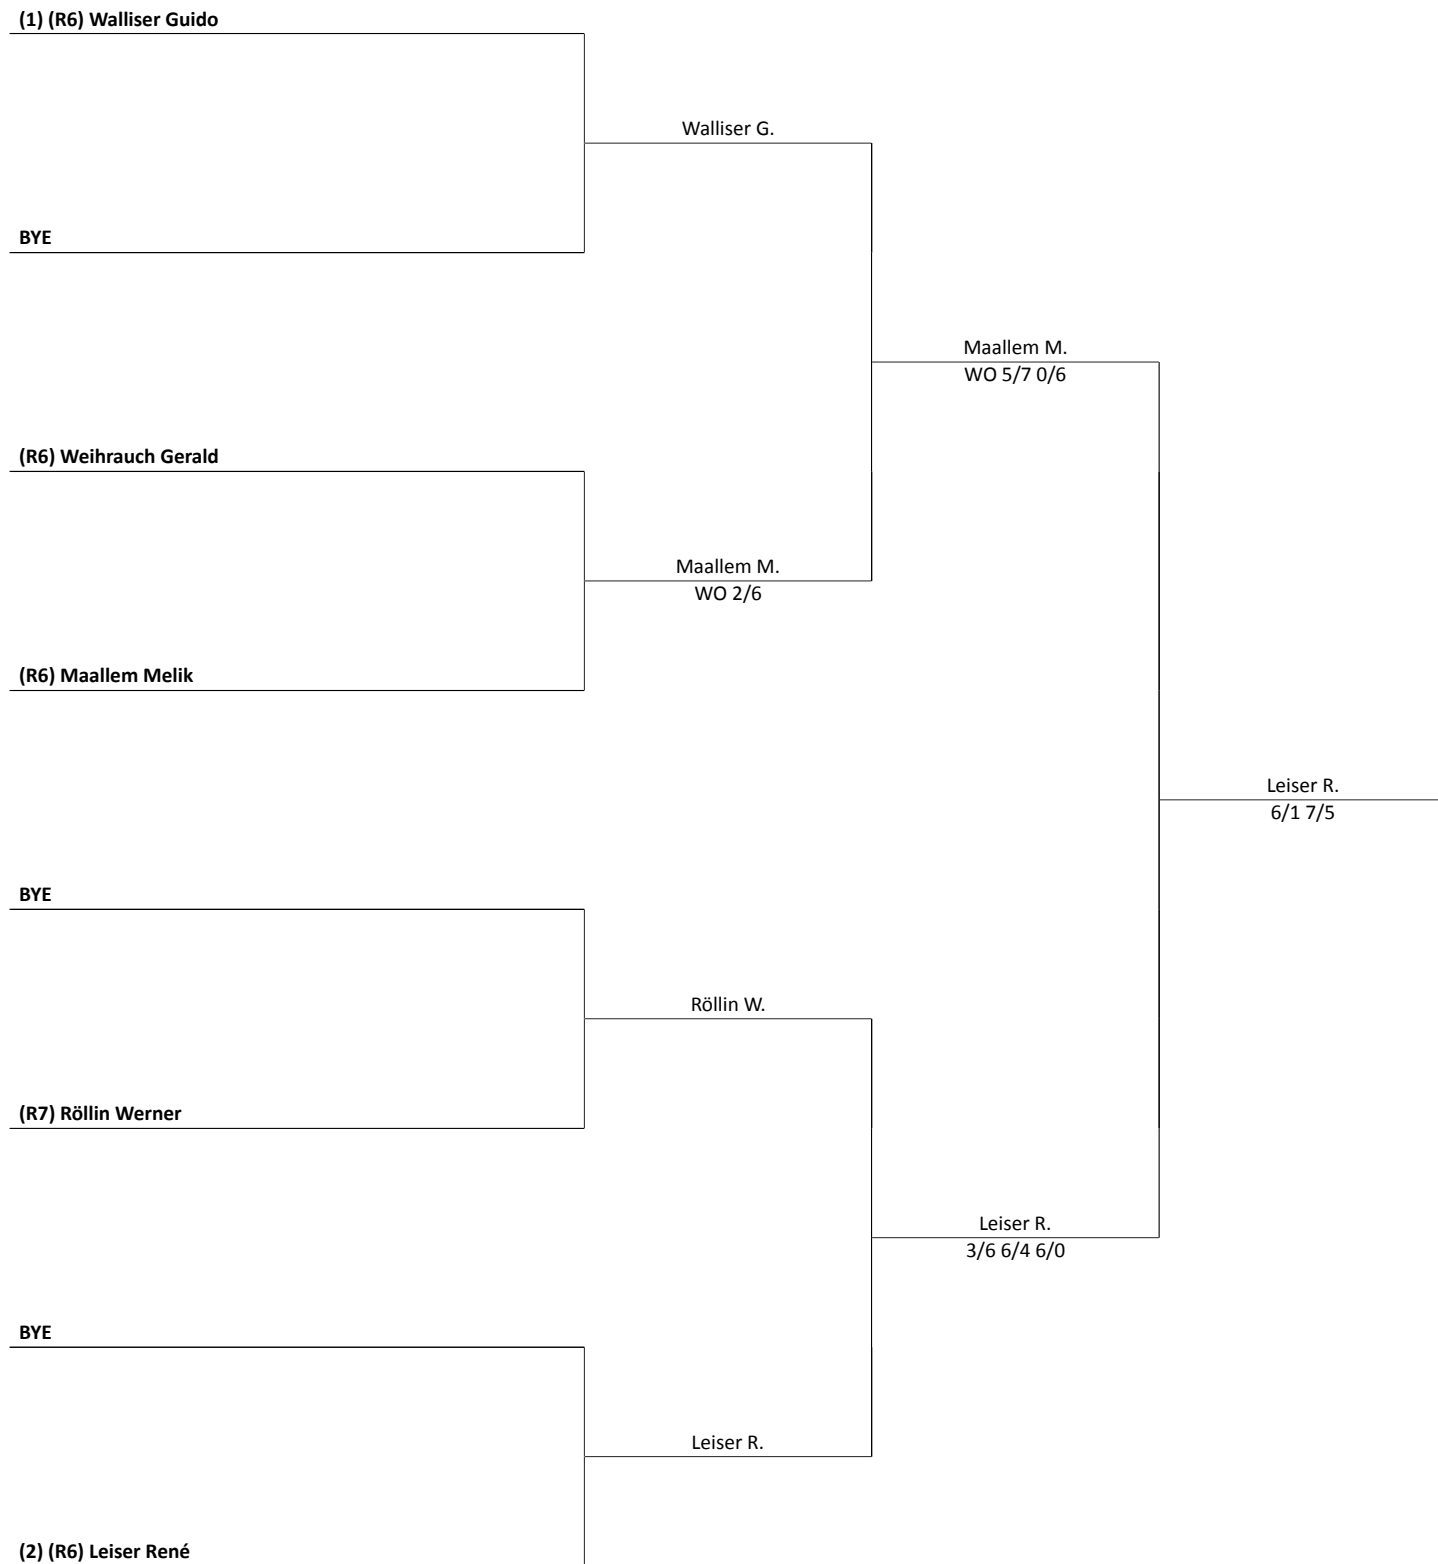 (1) (R6) Walliser Guido
Walliser G.
BYE
Maallem M.
WO 5/7 0/6
(R6) Weihrauch Gerald
Maallem M.
WO 2/6
(R6) Maallem Melik
Leiser R.
6/1 7/5
BYE
Röllin W.
(R7) Röllin Werner
Leiser R.
3/6 6/4 6/0
BYE
Leiser R.
(2) (R6) Leiser René